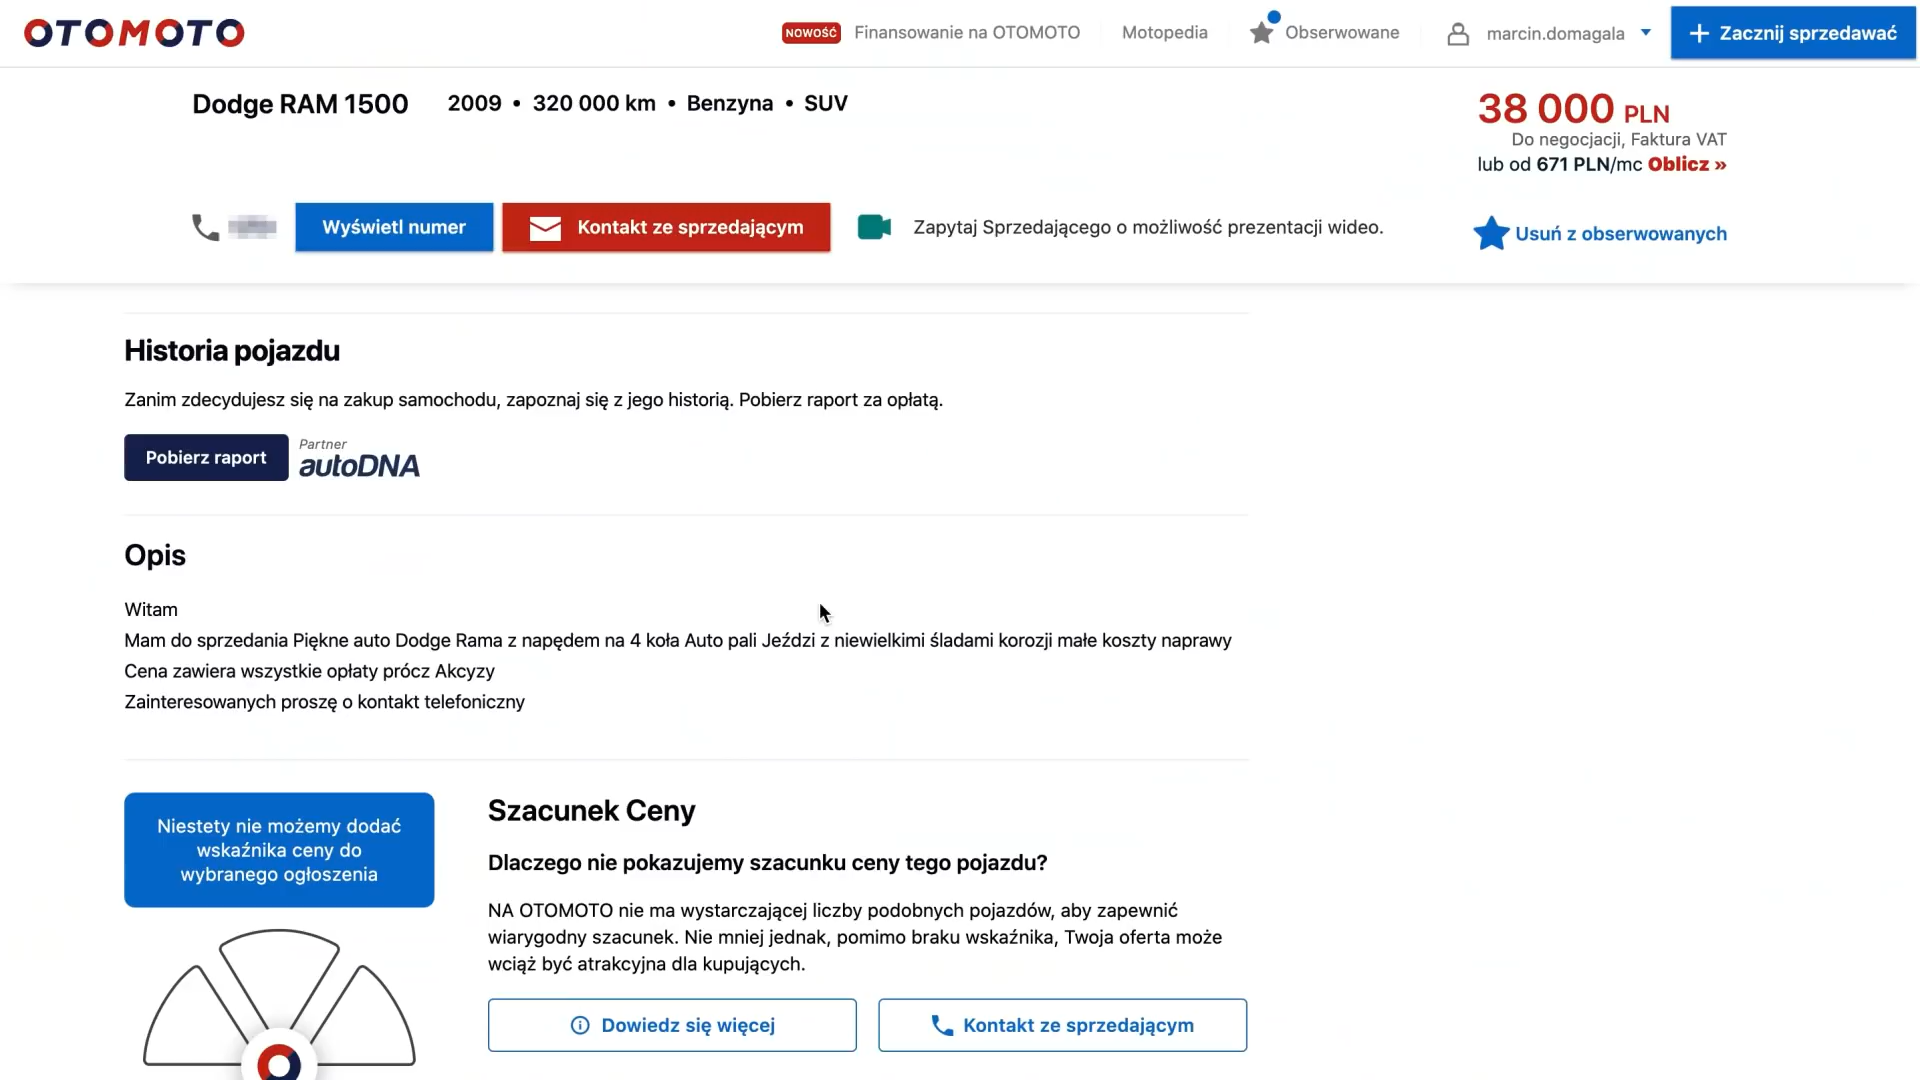 OTOMOTO
NOWOŚĆ Finansowanie na OTOMOTO
Motopedia
Obserwowane
marcin.domagala
Zacznij sprzedawać
Dodge RAM 1500
2009 • 320 000 km • Benzyna • SUV
38 000 PLN
Do negocjacji, Faktura VAT
lub od 671 PLN/mc Oblicz »
Wyświetl numer
Kontakt ze sprzedającym
Zapytaj Sprzedającego o możliwość prezentacji wideo.
Usuń z obserwowanych
Historia pojazdu
Zanim zdecydujesz się na zakup samochodu, zapoznaj się z jego historią. Pobierz raport za opłatą.
Pobierz raport
Partner
autoDNA
Opis
Witam
Mam do sprzedania Piękne auto Dodge Rama z napędem na 4 koła Auto pali Jeździ z niewielkimi śladami korozji małe koszty naprawy
Cena zawiera wszystkie opłaty prócz Akcyzy
Zainteresowanych proszę o kontakt telefoniczny
Niestety nie możemy dodać
wskaźnika ceny do
wybranego ogłoszenia
Szacunek Ceny
Dlaczego nie pokazujemy szacunku ceny tego pojazdu?
NA OTOMOTO nie ma wystarczającej liczby podobnych pojazdów, aby zapewnić
wiarygodny szacunek. Nie mniej jednak, pomimo braku wskaźnika, Twoja oferta może
wciąż być atrakcyjna dla kupujących.
Dowiedz się więcej
Kontakt ze sprzedającym